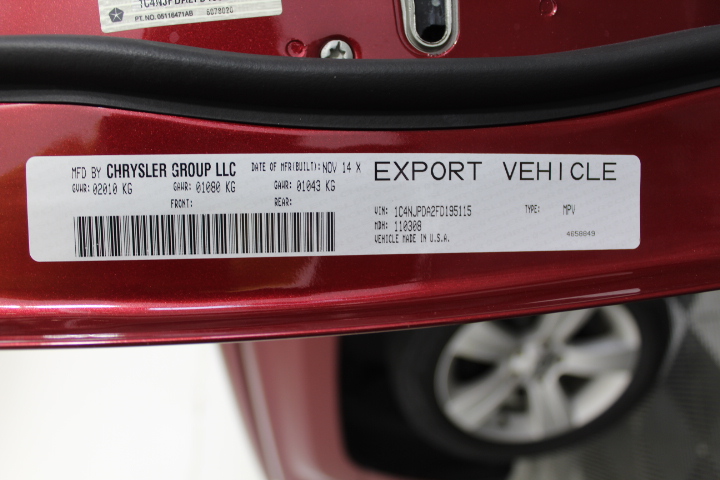 PT. NO. 05116471AB 5078020
MFD BY CHRYSLER GROUP LLC DATE OF MFR(BUILT): NOV 14 X EXPORT VEHICLE
GVWR: 02010 KG GAWR: 01080 KG GAWR: 01043 KG
FRONT: REAR:
VIN: 1C4NJPDA2FD195115 TYPE: MPV
MDH: 110308
VEHICLE MADE IN U.S.A. 4658049